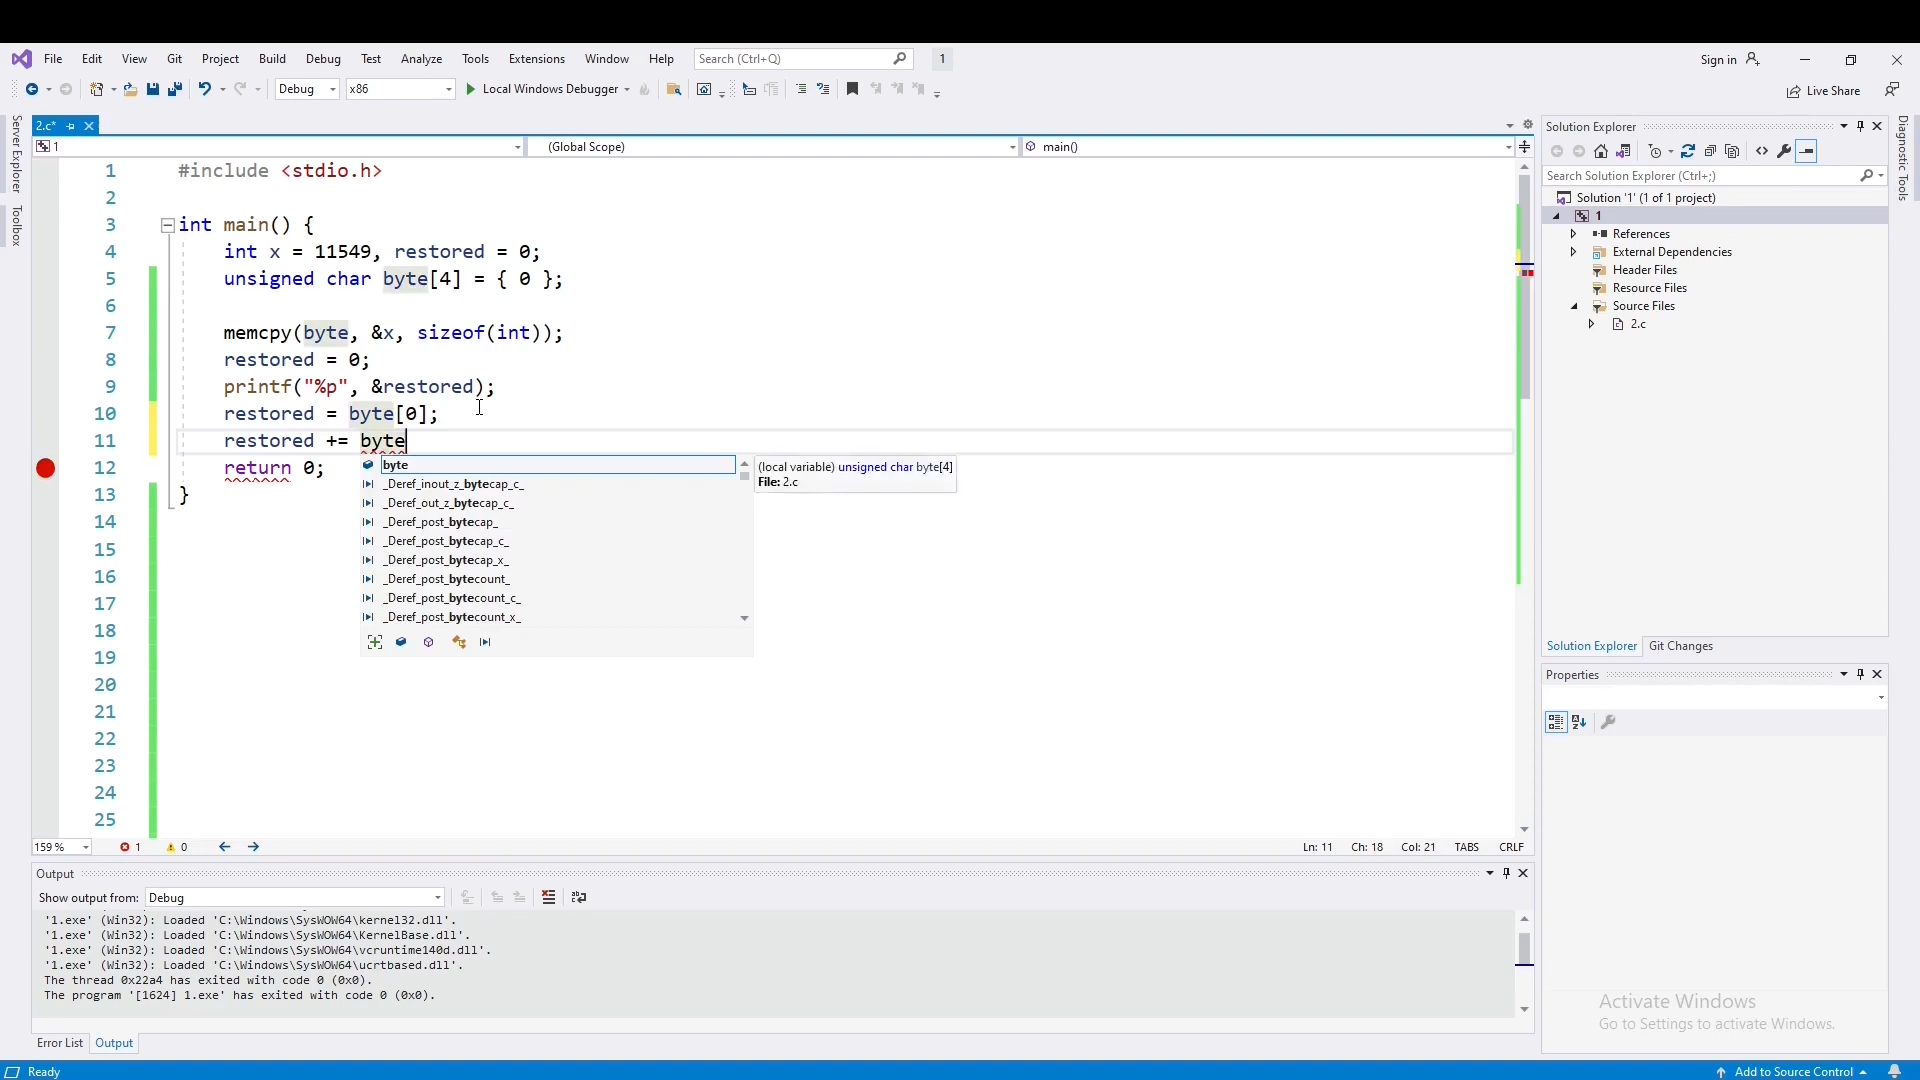 File Edit View Git Project Build Debug Test Analyze Tools Extensions Window Help Search (Ctrl+Q) 1 Sign in
Debug x86 Local Windows Debugger Live Share
Server Explorer
Toolbox
2.c*
1 (Global Scope) main()
1 #include <stdio.h>
2
3 int main() {
4 int x = 11549, restored = 0;
5 unsigned char byte[4] = { 0 };
6
7 memcpy(byte, &x, sizeof(int));
8 restored = 0;
9 printf("%p", &restored);
10 restored = byte[0];
11 restored += byte
12 return 0;
13 }
14
15
16
17
18
19
20
21
22
23
24
25
byte
_Deref_inout_z_bytecap_c_
_Deref_out_z_bytecap_c_
_Deref_post_bytecap_
_Deref_post_bytecap_c_
_Deref_post_bytecap_x_
_Deref_post_bytecount_
_Deref_post_bytecount_c_
_Deref_post_bytecount_x_
(local variable) unsigned char byte[4]
File: 2.c
159 % 1 0 Ln: 11 Ch: 18 Col: 21 TABS CRLF
Output
Show output from: Debug
'1.exe' (Win32): Loaded 'C:\Windows\SysWOW64\kernel32.dll'.
'1.exe' (Win32): Loaded 'C:\Windows\SysWOW64\KernelBase.dll'.
'1.exe' (Win32): Loaded 'C:\Windows\SysWOW64\vcruntime140d.dll'.
'1.exe' (Win32): Loaded 'C:\Windows\SysWOW64\ucrtbased.dll'.
The thread 0x22a4 has exited with code 0 (0x0).
The program '[1624] 1.exe' has exited with code 0 (0x0).
Error List Output
Solution Explorer
Search Solution Explorer (Ctrl+;)
Solution '1' (1 of 1 project)
1
References
External Dependencies
Header Files
Resource Files
Source Files
2.c
Solution Explorer Git Changes
Properties
Diagnostic Tools
Activate Windows
Go to Settings to activate Windows.
Ready Add to Source Control